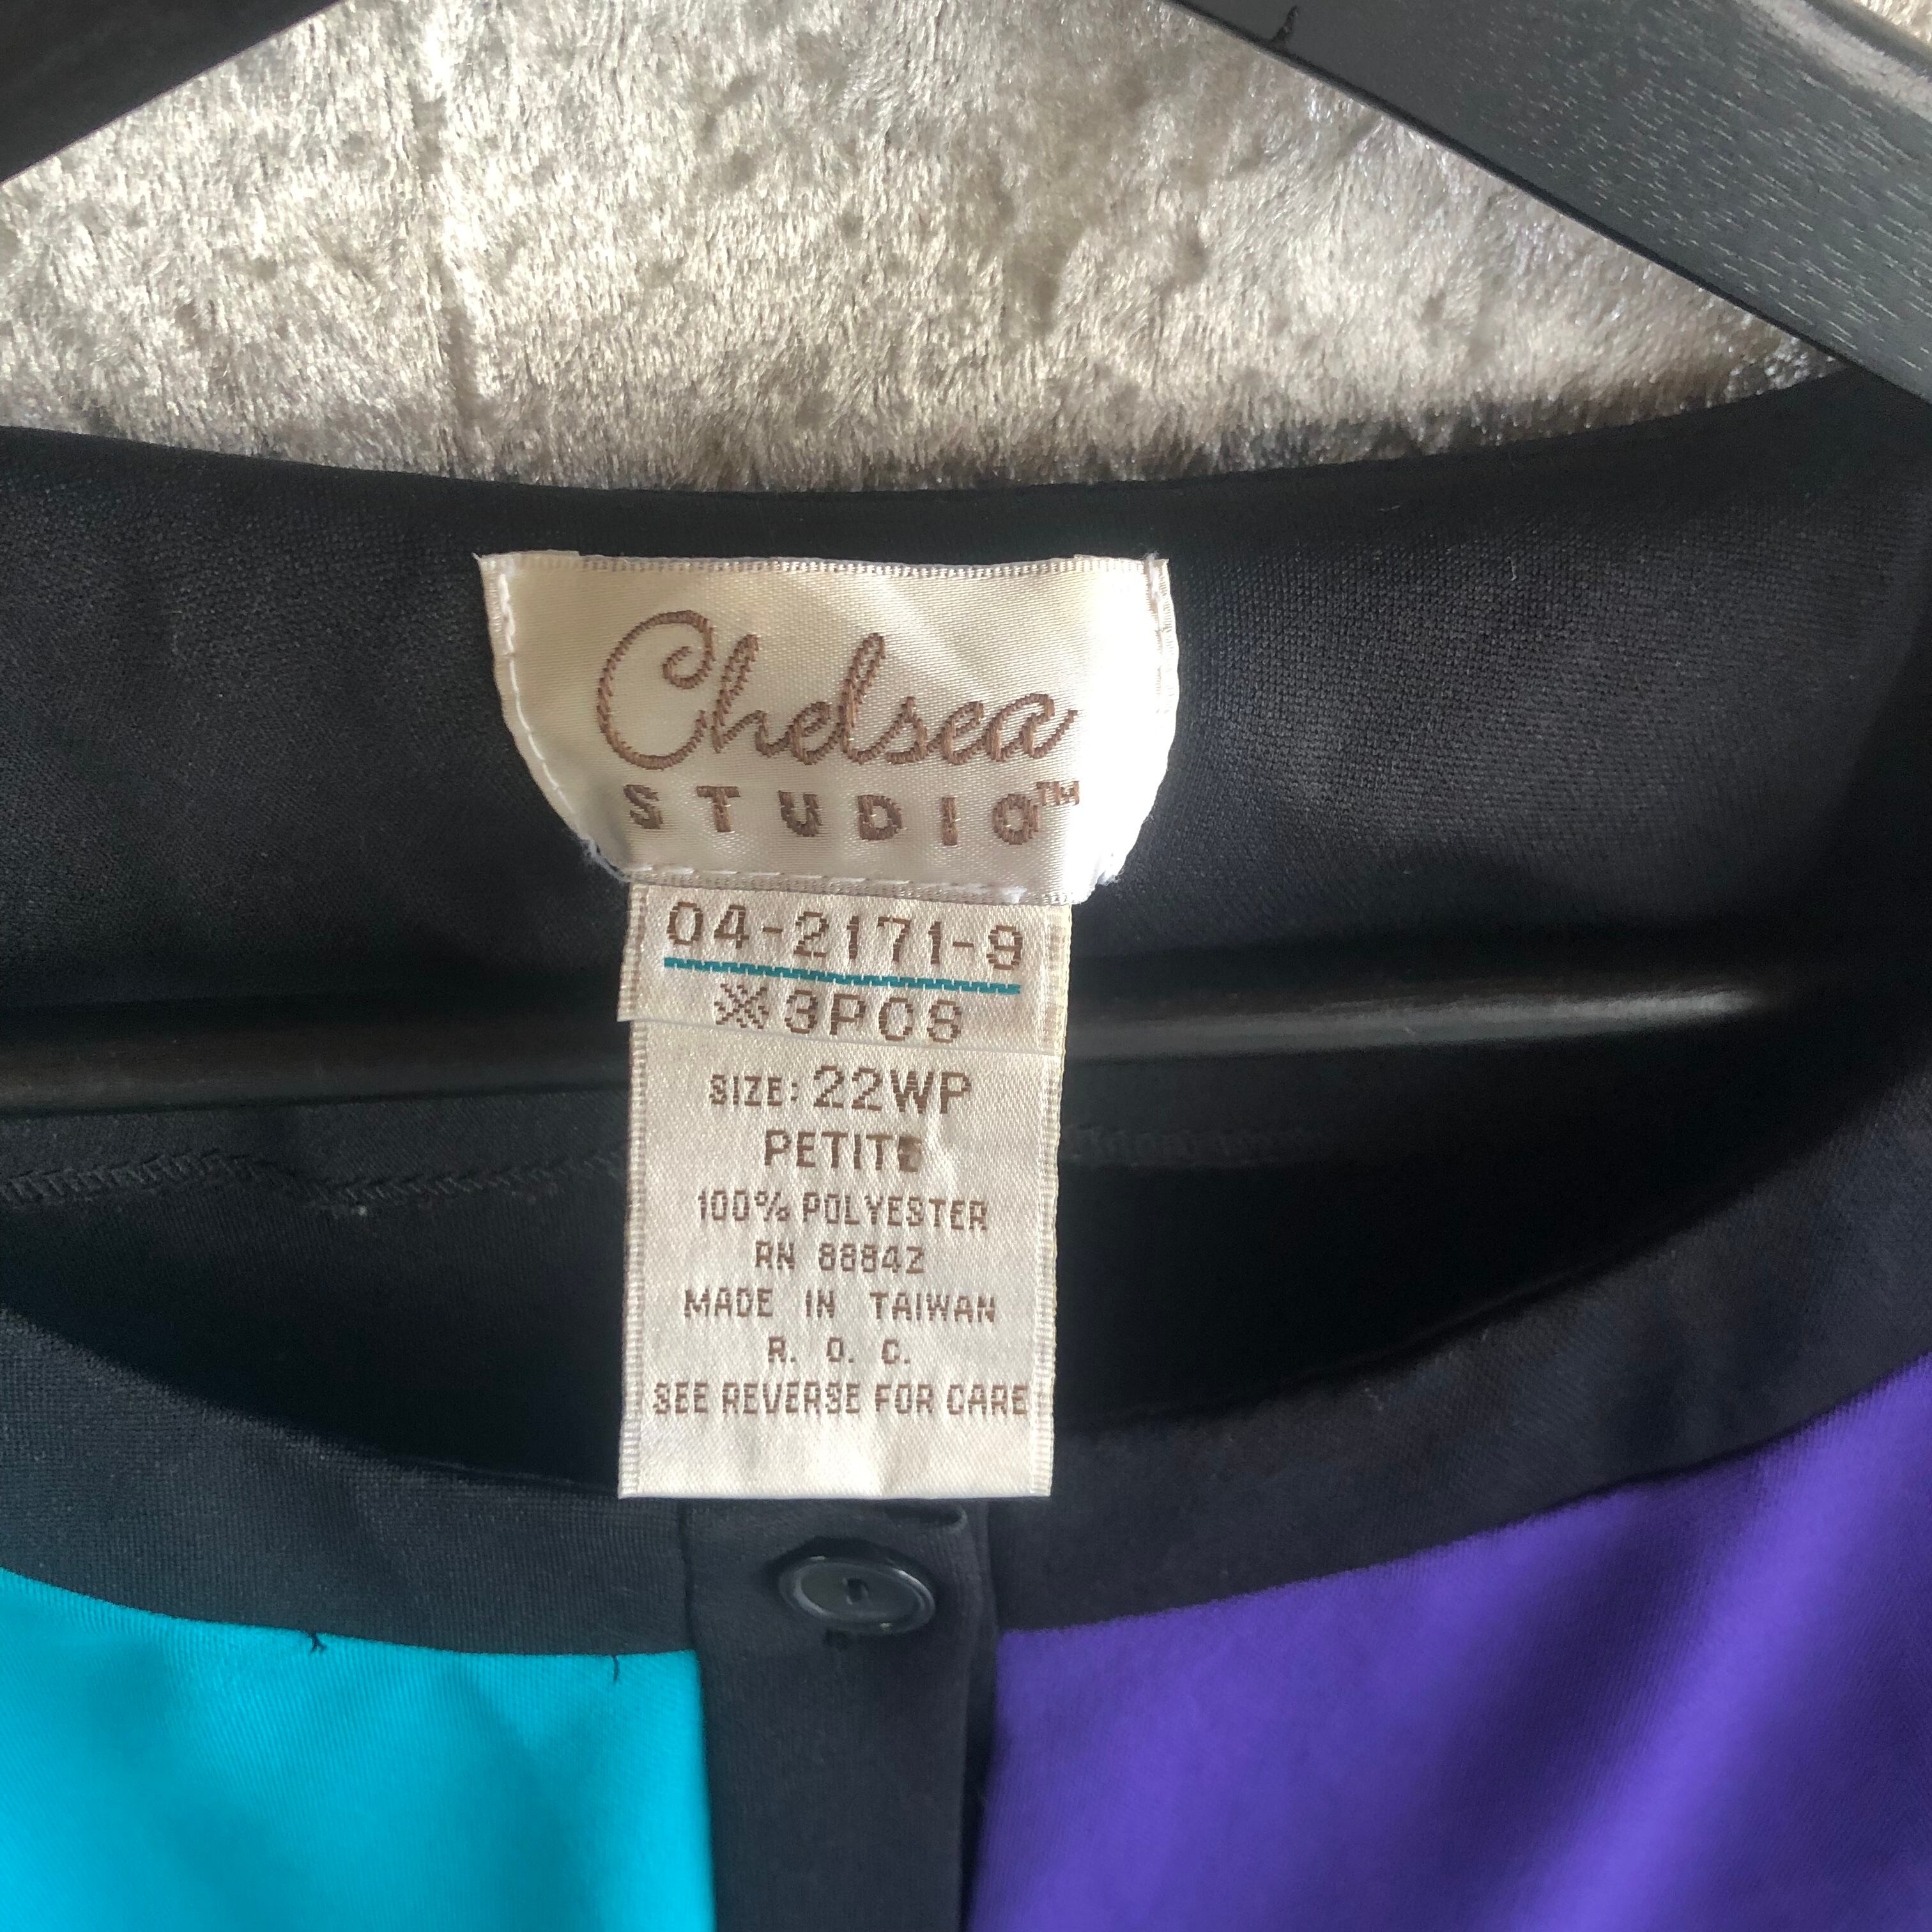 Chelsea
STUDIO™
04-2171-9
※3PCS
SIZE: 22WP
PETITE
100% POLYESTER
RN 88842
MADE IN TAIWAN
R. O. C.
SEE REVERSE FOR CARE